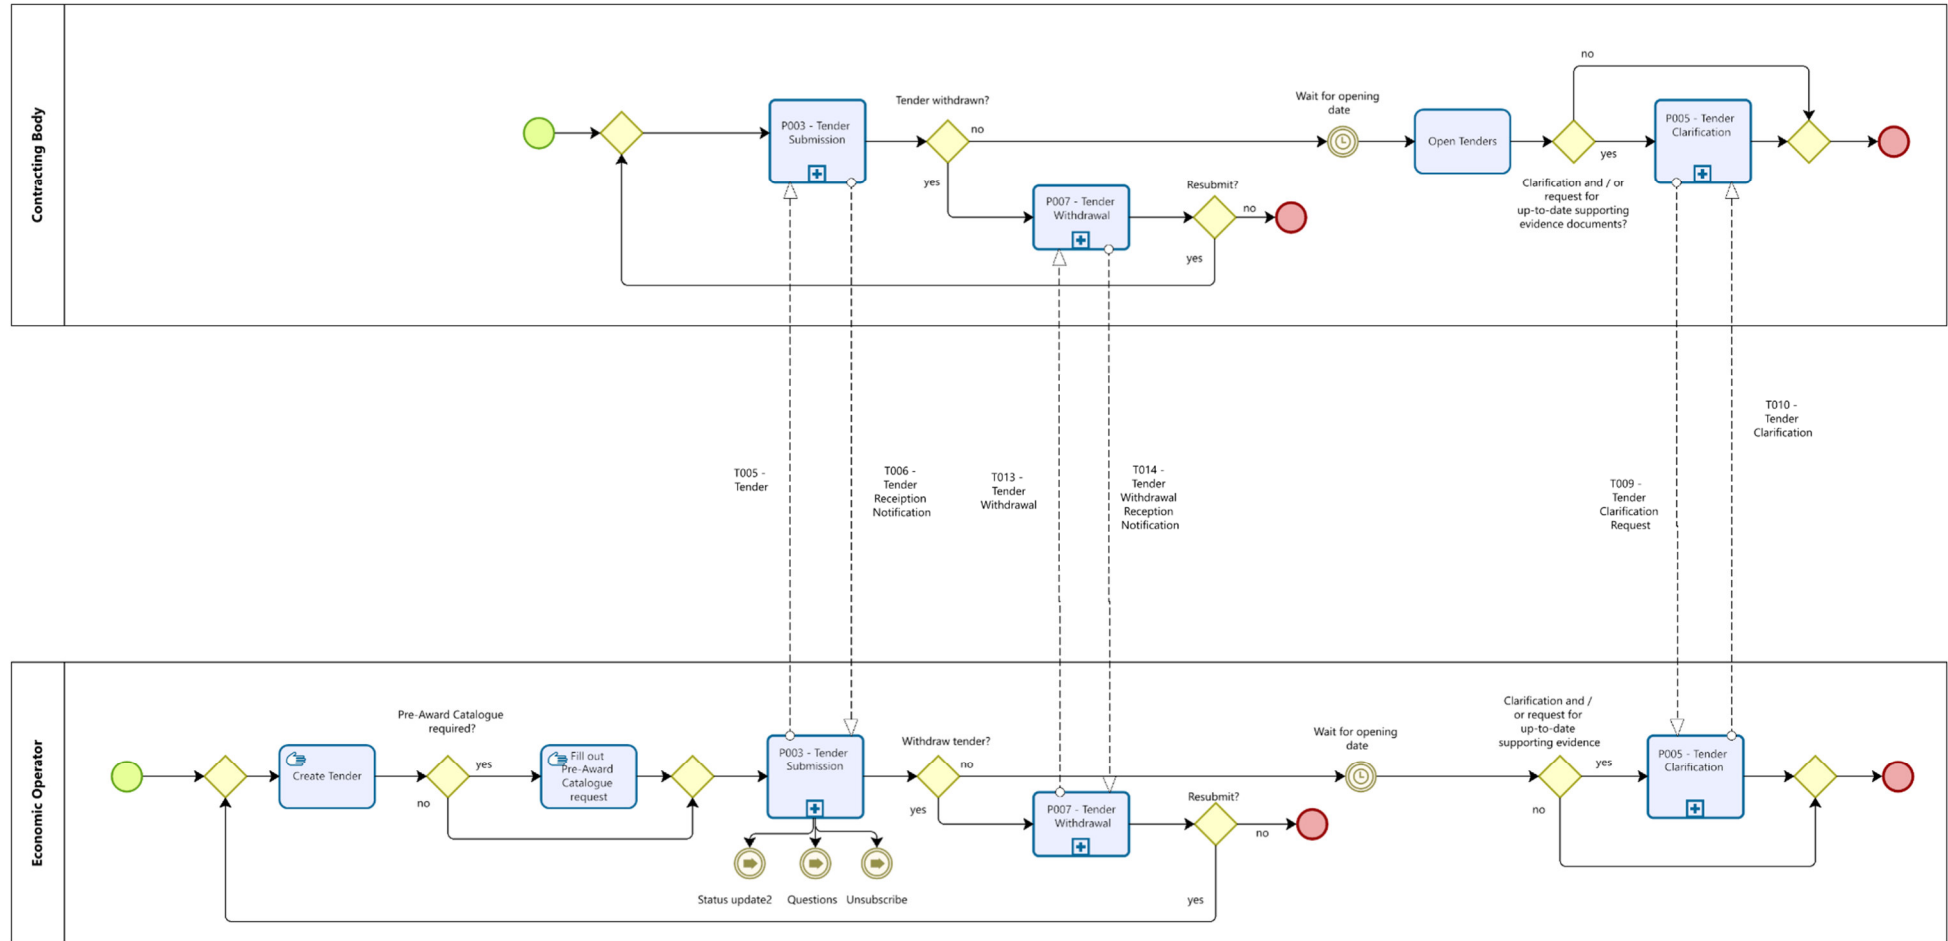 Contracting Body
P003 - Tender
Submission
Tender withdrawn?
no
yes
P007 - Tender
Withdrawal
Resubmit?
no
yes
Wait for opening
date
Open Tenders
no
yes
Clarification and / or
request for
up-to-date supporting
evidence documents?
P005 - Tender
Clarification
T005 -
Tender
T006 -
Tender
Receiption
Notification
T013 -
Tender
Withdrawal
T014 -
Tender
Withdrawal
Reception
Notification
T009 -
Tender
Clarification
Request
T010 -
Tender
Clarification
Economic Operator
Create Tender
Pre-Award Catalogue
required?
yes
no
Fill out
Pre-Award
Catalogue
request
P003 - Tender
Submission
Status update2
Questions
Unsubscribe
Withdraw tender?
no
yes
P007 - Tender
Withdrawal
Resubmit?
no
yes
Wait for opening
date
Clarification and /
or request for
up-to-date
supporting evidence
yes
no
P005 - Tender
Clarification